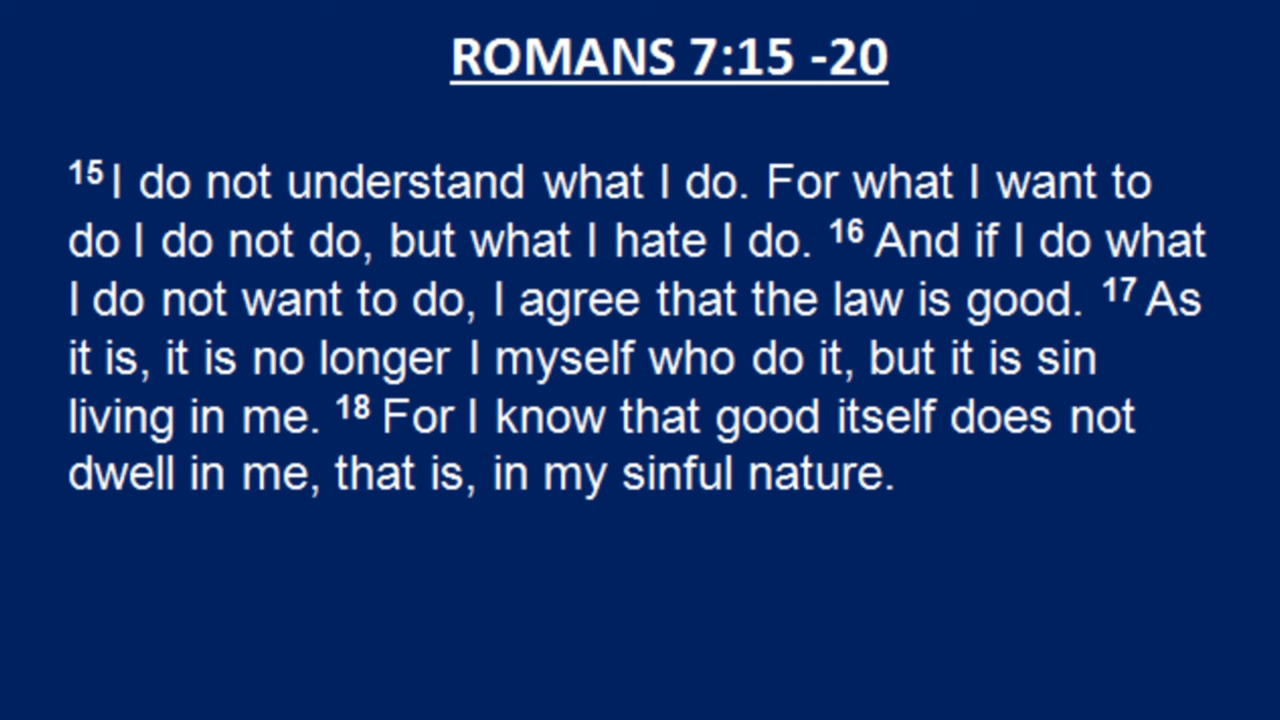 ROMANS 7:15 -20
15 I do not understand what I do. For what I want to
do I do not do, but what I hate I do. 16 And if I do what
I do not want to do, I agree that the law is good. 17 As
it is, it is no longer I myself who do it, but it is sin
living in me. 18 For I know that good itself does not
dwell in me, that is, in my sinful nature.